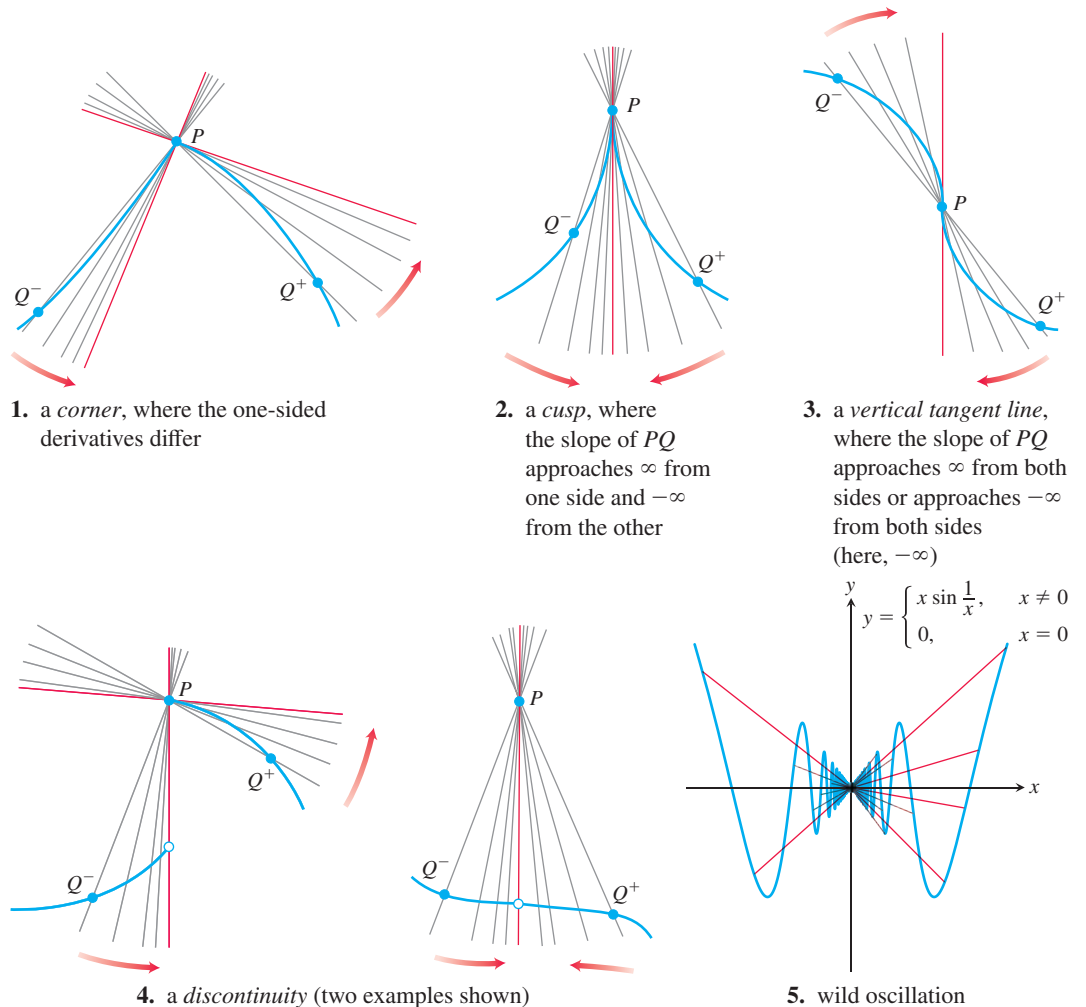 P
Q⁻
Q⁺
1. a corner, where the one-sided
derivatives differ
P
Q⁻
Q⁺
2. a cusp, where
the slope of PQ
approaches ∞ from
one side and −∞
from the other
Q⁻
P
Q⁺
3. a vertical tangent line,
where the slope of PQ
approaches ∞ from both
sides or approaches −∞
from both sides
(here, −∞)
P
Q⁺
Q⁻
P
Q⁻
Q⁺
4. a discontinuity (two examples shown)
y
y = { x sin 1/x, x ≠ 0
0, x = 0
x
5. wild oscillation